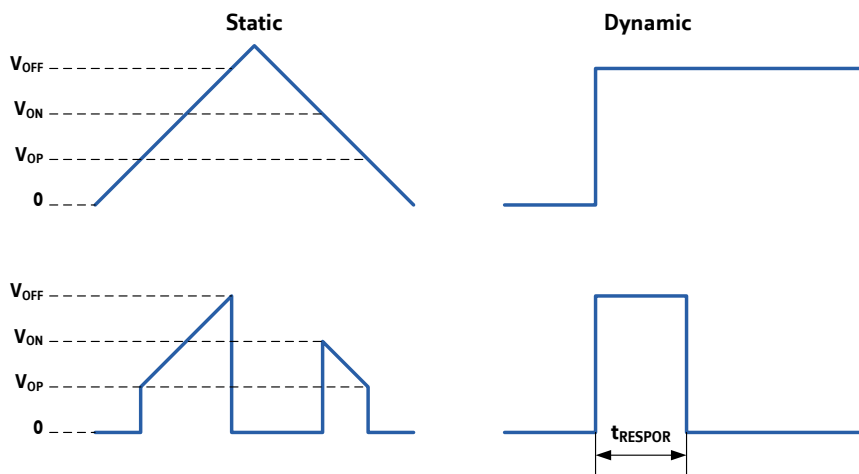 Static
Dynamic
VOFF
VON
VOP
0
VOFF
VON
VOP
0
tRESPOR